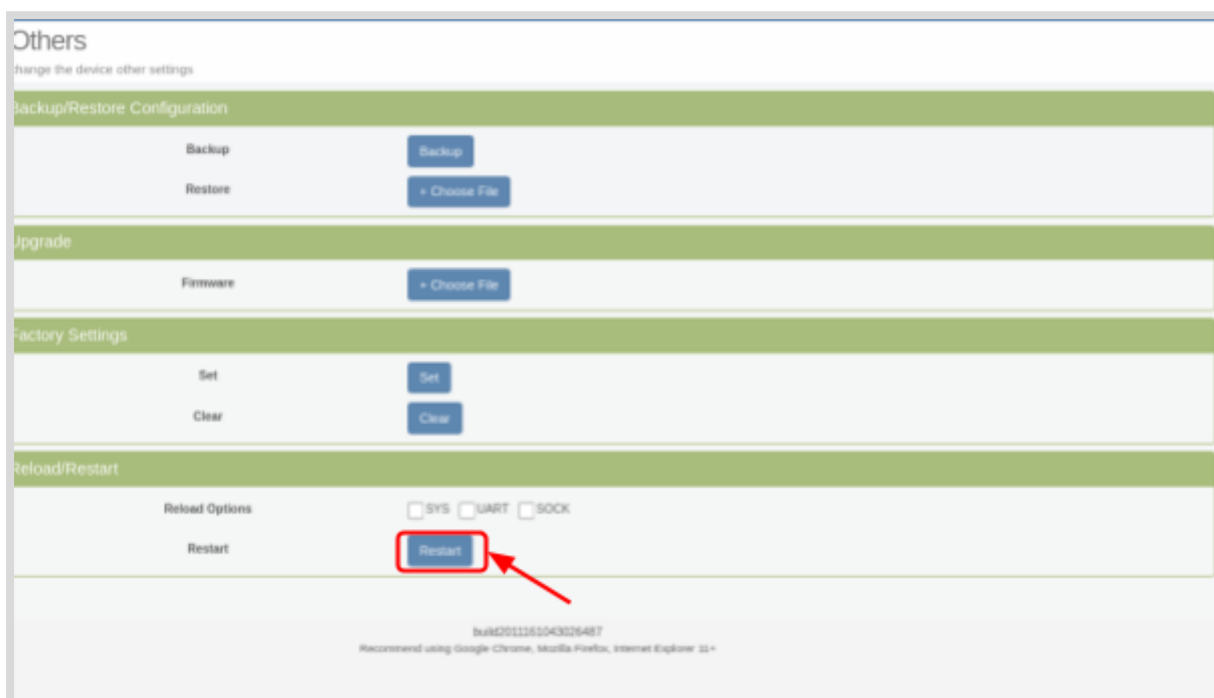 Others
change the device other settings
Backup/Restore Configuration
Backup Backup
Restore + Choose File
Upgrade
Firmware + Choose File
Factory Settings
Set Set
Clear Clear
Reload/Restart
Reload Options SYS UART SOCK
Restart Restart
build2011161043026487
Recommend using Google Chrome, Mozilla Firefox, Internet Explorer 11+